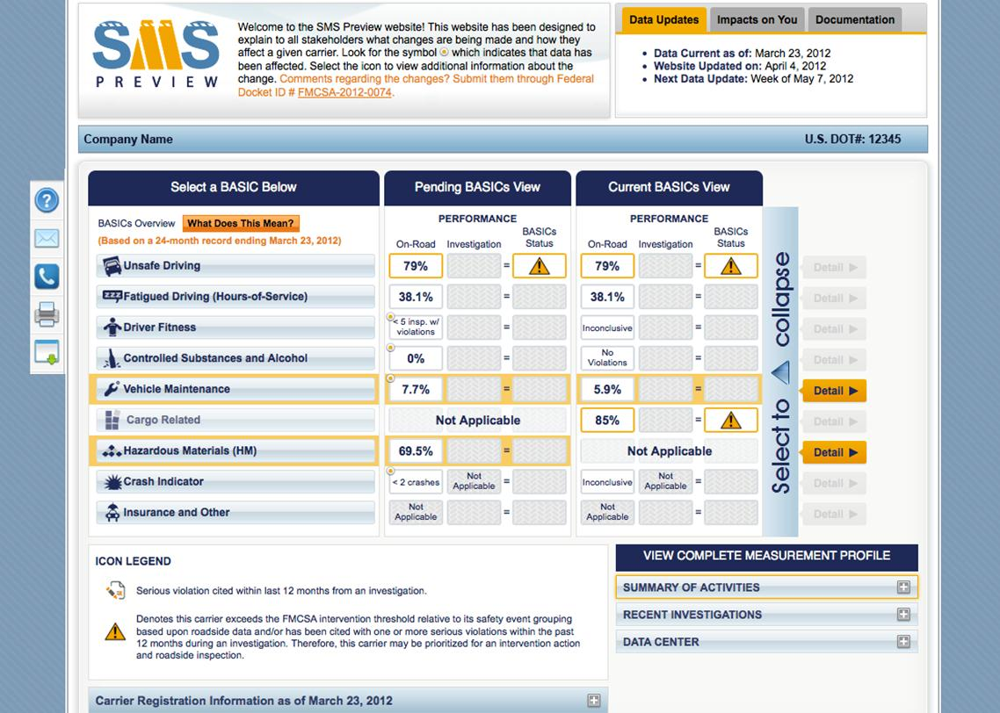 SMS
PREVIEW
Welcome to the SMS Preview website! This website has been designed to
explain to all stakeholders what changes are being made and how they
affect a given carrier. Look for the symbol which indicates that data has
been affected. Select the icon to view additional information about the
change. Comments regarding the changes? Submit them through Federal
Docket ID # FMCSA-2012-0074.
Data Updates Impacts on You Documentation
• Data Current as of: March 23, 2012
• Website Updated on: April 4, 2012
• Next Data Update: Week of May 7, 2012
Company Name U.S. DOT#: 12345
Select a BASIC Below Pending BASICs View Current BASICs View
PERFORMANCE PERFORMANCE
BASICs Overview What Does This Mean?
(Based on a 24-month record ending March 23, 2012)
On-Road Investigation BASICs Status On-Road Investigation BASICs Status
Unsafe Driving 79% = 79% = Detail
Fatigued Driving (Hours-of-Service) 38.1% = 38.1% = Detail
Driver Fitness < 5 insp. w/ violations = Inconclusive = Detail
Controlled Substances and Alcohol 0% = No Violations = Detail
Vehicle Maintenance 7.7% = 5.9% = Detail
Cargo Related Not Applicable 85% = Detail
Hazardous Materials (HM) 69.5% = Not Applicable Detail
Crash Indicator < 2 crashes Not Applicable = Inconclusive Not Applicable = Detail
Insurance and Other Not Applicable = Not Applicable = Detail
Select to collapse
ICON LEGEND
Serious violation cited within last 12 months from an investigation.
Denotes this carrier exceeds the FMCSA intervention threshold relative to its safety event grouping
based upon roadside data and/or has been cited with one or more serious violations within the past
12 months during an investigation. Therefore, this carrier may be prioritized for an intervention action
and roadside inspection.
VIEW COMPLETE MEASUREMENT PROFILE
SUMMARY OF ACTIVITIES
RECENT INVESTIGATIONS
DATA CENTER
Carrier Registration Information as of March 23, 2012